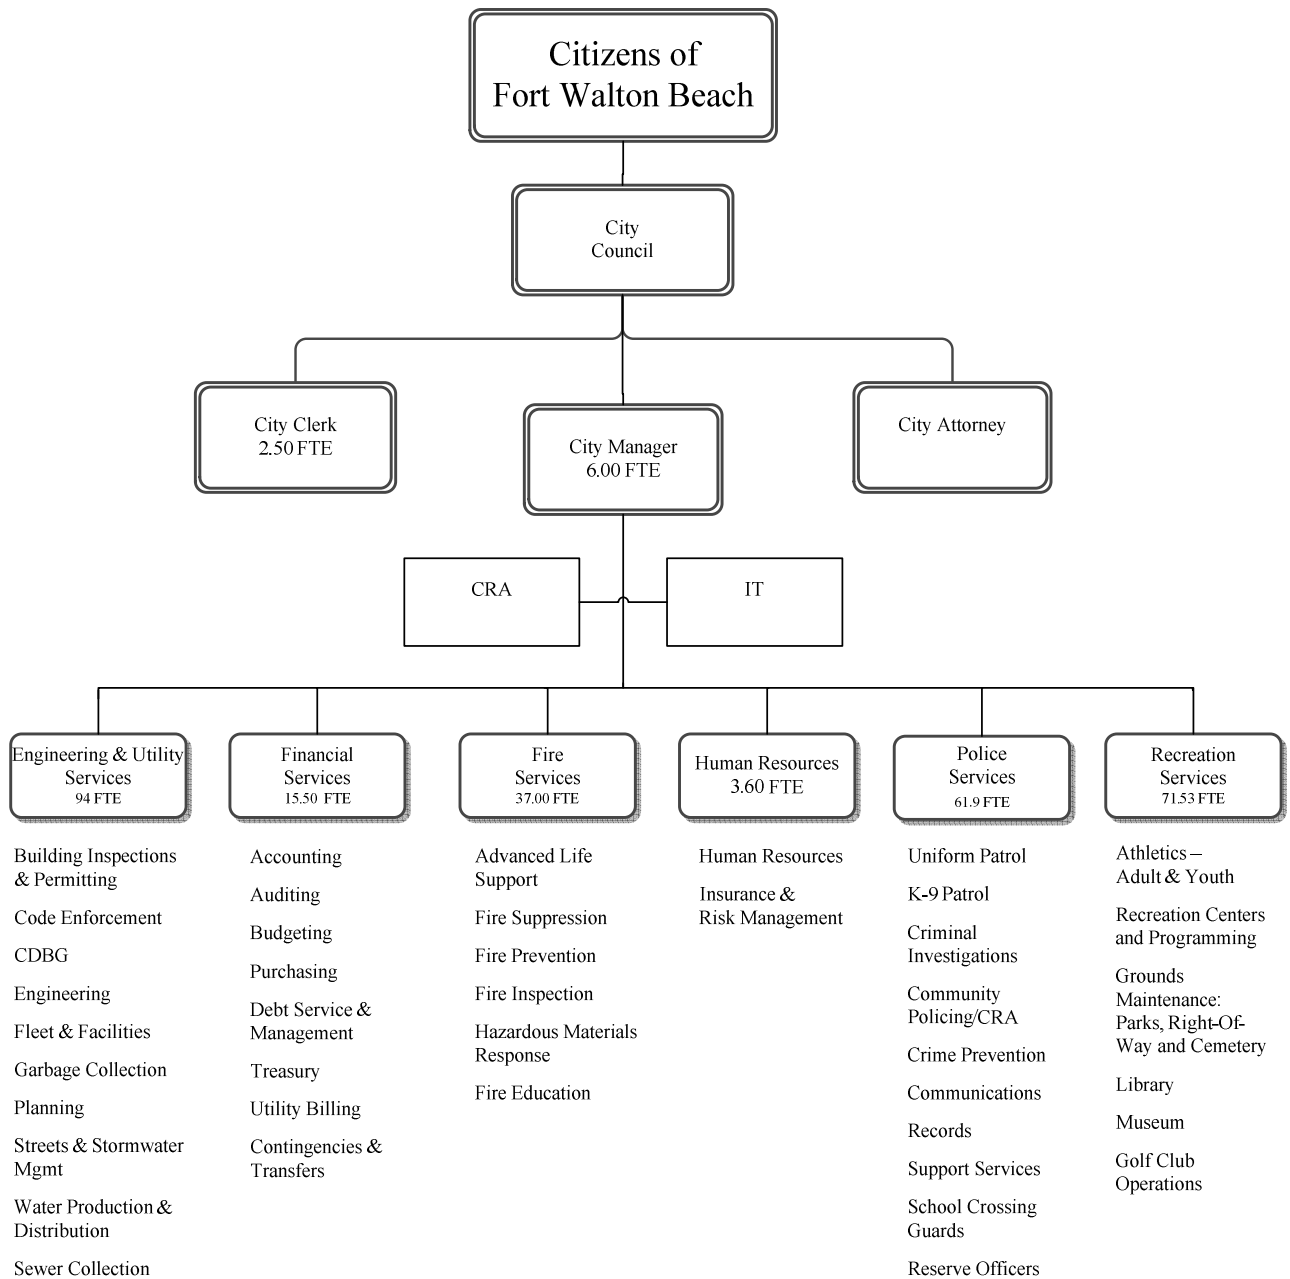 Citizens of
Fort Walton Beach
City
Council
City Clerk
2.50 FTE
City Manager
6.00 FTE
City Attorney
CRA
IT
Engineering & Utility
Services
94 FTE
Building Inspections
& Permitting
Code Enforcement
CDBG
Engineering
Fleet & Facilities
Garbage Collection
Planning
Streets & Stormwater
Mgmt
Water Production &
Distribution
Sewer Collection
Financial
Services
15.50 FTE
Accounting
Auditing
Budgeting
Purchasing
Debt Service &
Management
Treasury
Utility Billing
Contingencies &
Transfers
Fire
Services
37.00 FTE
Advanced Life
Support
Fire Suppression
Fire Prevention
Fire Inspection
Hazardous Materials
Response
Fire Education
Human Resources
3.60 FTE
Human Resources
Insurance &
Risk Management
Police
Services
61.9 FTE
Uniform Patrol
K-9 Patrol
Criminal
Investigations
Community
Policing/CRA
Crime Prevention
Communications
Records
Support Services
School Crossing
Guards
Reserve Officers
Recreation
Services
71.53 FTE
Athletics –
Adult & Youth
Recreation Centers
and Programming
Grounds
Maintenance:
Parks, Right-Of-
Way and Cemetery
Library
Museum
Golf Club
Operations